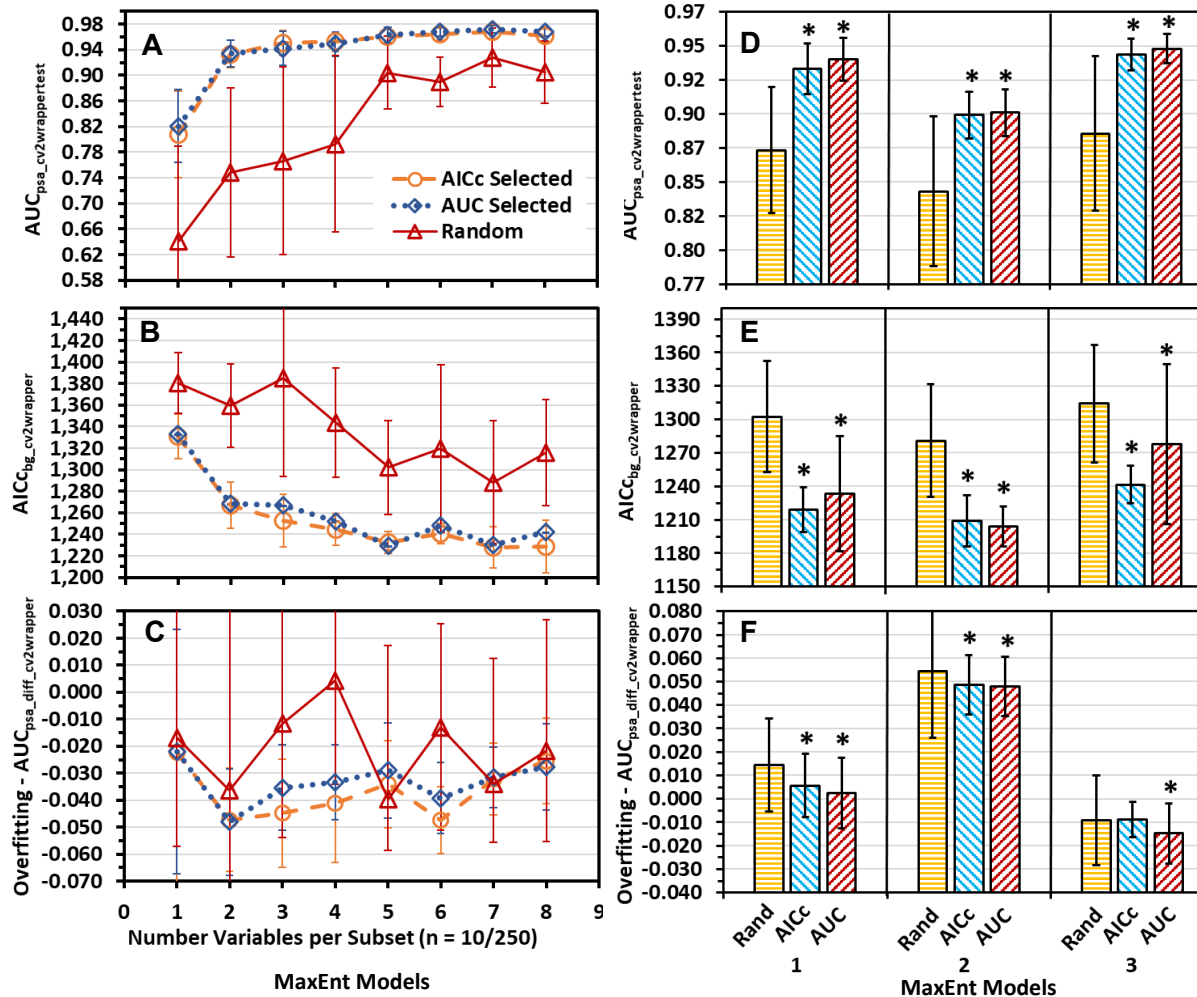 A
AUCpsa_cv2wrappertest
0.98
0.94
0.90
0.86
0.82
0.78
0.74
0.70
0.66
0.62
0.58
AICc Selected
AUC Selected
Random
B
AICcbg_cv2wrapper
1,440
1,420
1,400
1,380
1,360
1,340
1,320
1,300
1,280
1,260
1,240
1,220
1,200
C
Overfitting - AUCpsa_diff_cv2wrapper
0.030
0.020
0.010
0.000
-0.010
-0.020
-0.030
-0.040
-0.050
-0.060
-0.070
0 1 2 3 4 5 6 7 8 9
Number Variables per Subset (n = 10/250)
MaxEnt Models
D
AUCpsa_cv2wrappertest
0.97
0.95
0.92
0.90
0.87
0.85
0.82
0.80
0.77
* * * * * *
E
AICcbg_cv2wrapper
1390
1360
1330
1300
1270
1240
1210
1180
1150
* * * * * *
F
Overfitting - AUCpsa_diff_cv2wrapper
0.080
0.070
0.060
0.050
0.040
0.030
0.020
0.010
0.000
-0.010
-0.020
-0.030
-0.040
* * * * *
Rand AICc AUC Rand AICc AUC Rand AICc AUC
1 2 3
MaxEnt Models